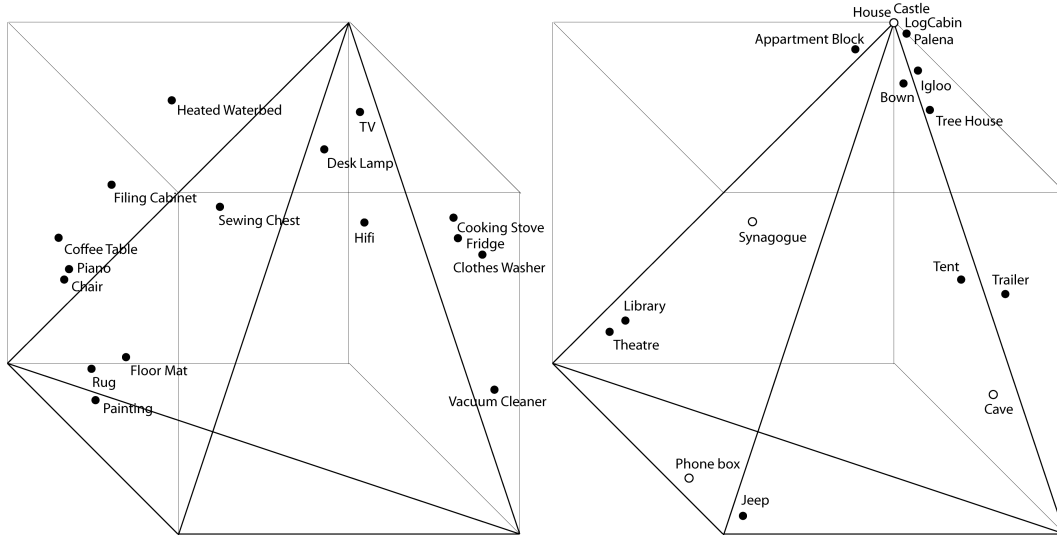 Heated Waterbed
TV
Desk Lamp
Filing Cabinet
Sewing Chest
Hifi
Cooking Stove
Fridge
Clothes Washer
Coffee Table
Piano
Chair
Floor Mat
Rug
Painting
Vacuum Cleaner
House
Castle
LogCabin
Palena
Appartment Block
Igloo
Bown
Tree House
Synagogue
Tent
Trailer
Library
Theatre
Cave
Phone box
Jeep